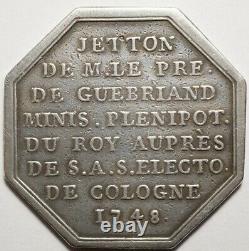 JETTON
DE M. LE PRE.
DE GUEBRIAND
MINIS. PLENIPOT.
DU ROY AUPRÈS
DE S.A.S. ELECTO.
DE COLOGNE
1748.